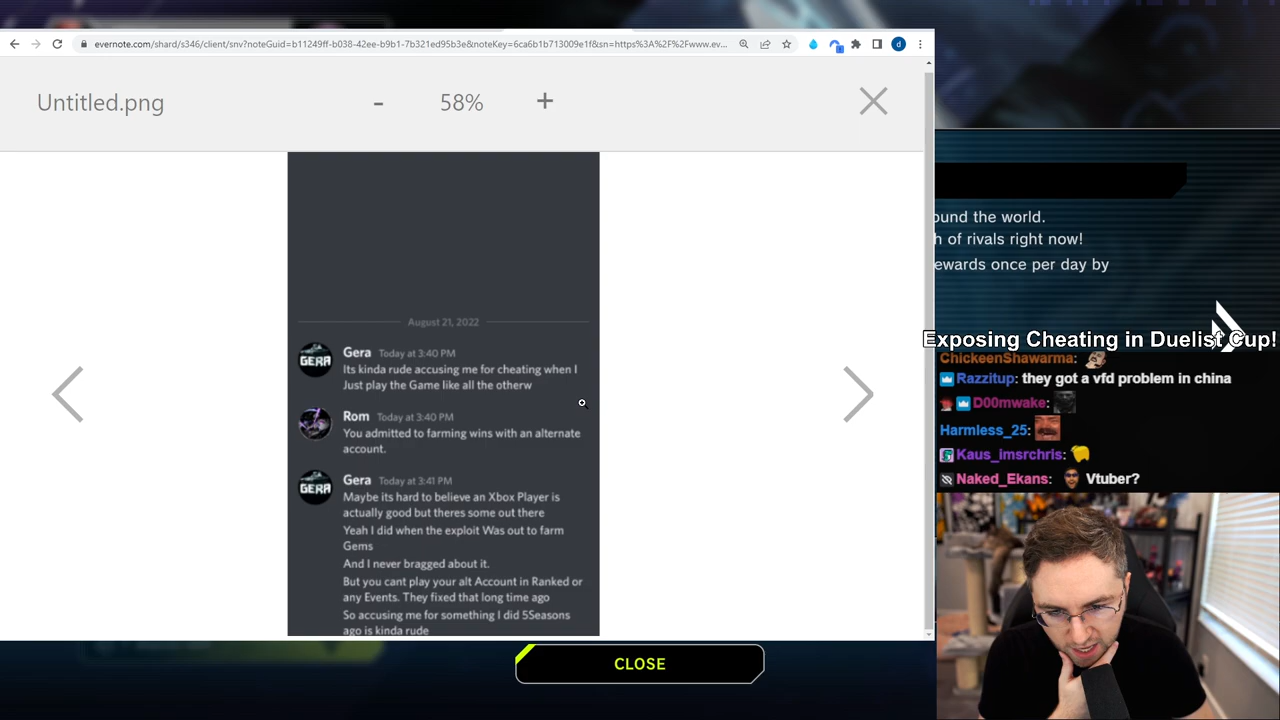 evernote.com/shard/s346/client/snv?noteGuid=b11249ff-b038-42ee-b9b1-7b321ed95b3e&noteKey=6ca6b1b713009e1f&sn=https%3A%2F%2Fwww.ev...
Untitled.png
-
58%
+
August 21, 2022
GERA
Gera Today at 3:40 PM
Its kinda rude accusing me for cheating when I
Just play the Game like all the otherw
Rom Today at 3:40 PM
You admitted to farming wins with an alternate
account.
GERA
Gera Today at 3:41 PM
Maybe its hard to believe an Xbox Player is
actually good but theres some out there
Yeah I did when the exploit Was out to farm
Gems
And I never bragged about it.
But you cant play your alt Account in Ranked or
any Events. They fixed that long time ago
So accusing me for something I did 5Seasons
ago is kinda rude
CLOSE
ound the world.
h of rivals right now!
ewards once per day by
Exposing Cheating in Duelist Cup!
ChickeenShawarma:
Razzitup: they got a vfd problem in china
D00mwake:
Harmless_25:
Kaus_imsrchris:
Naked_Ekans: Vtuber?